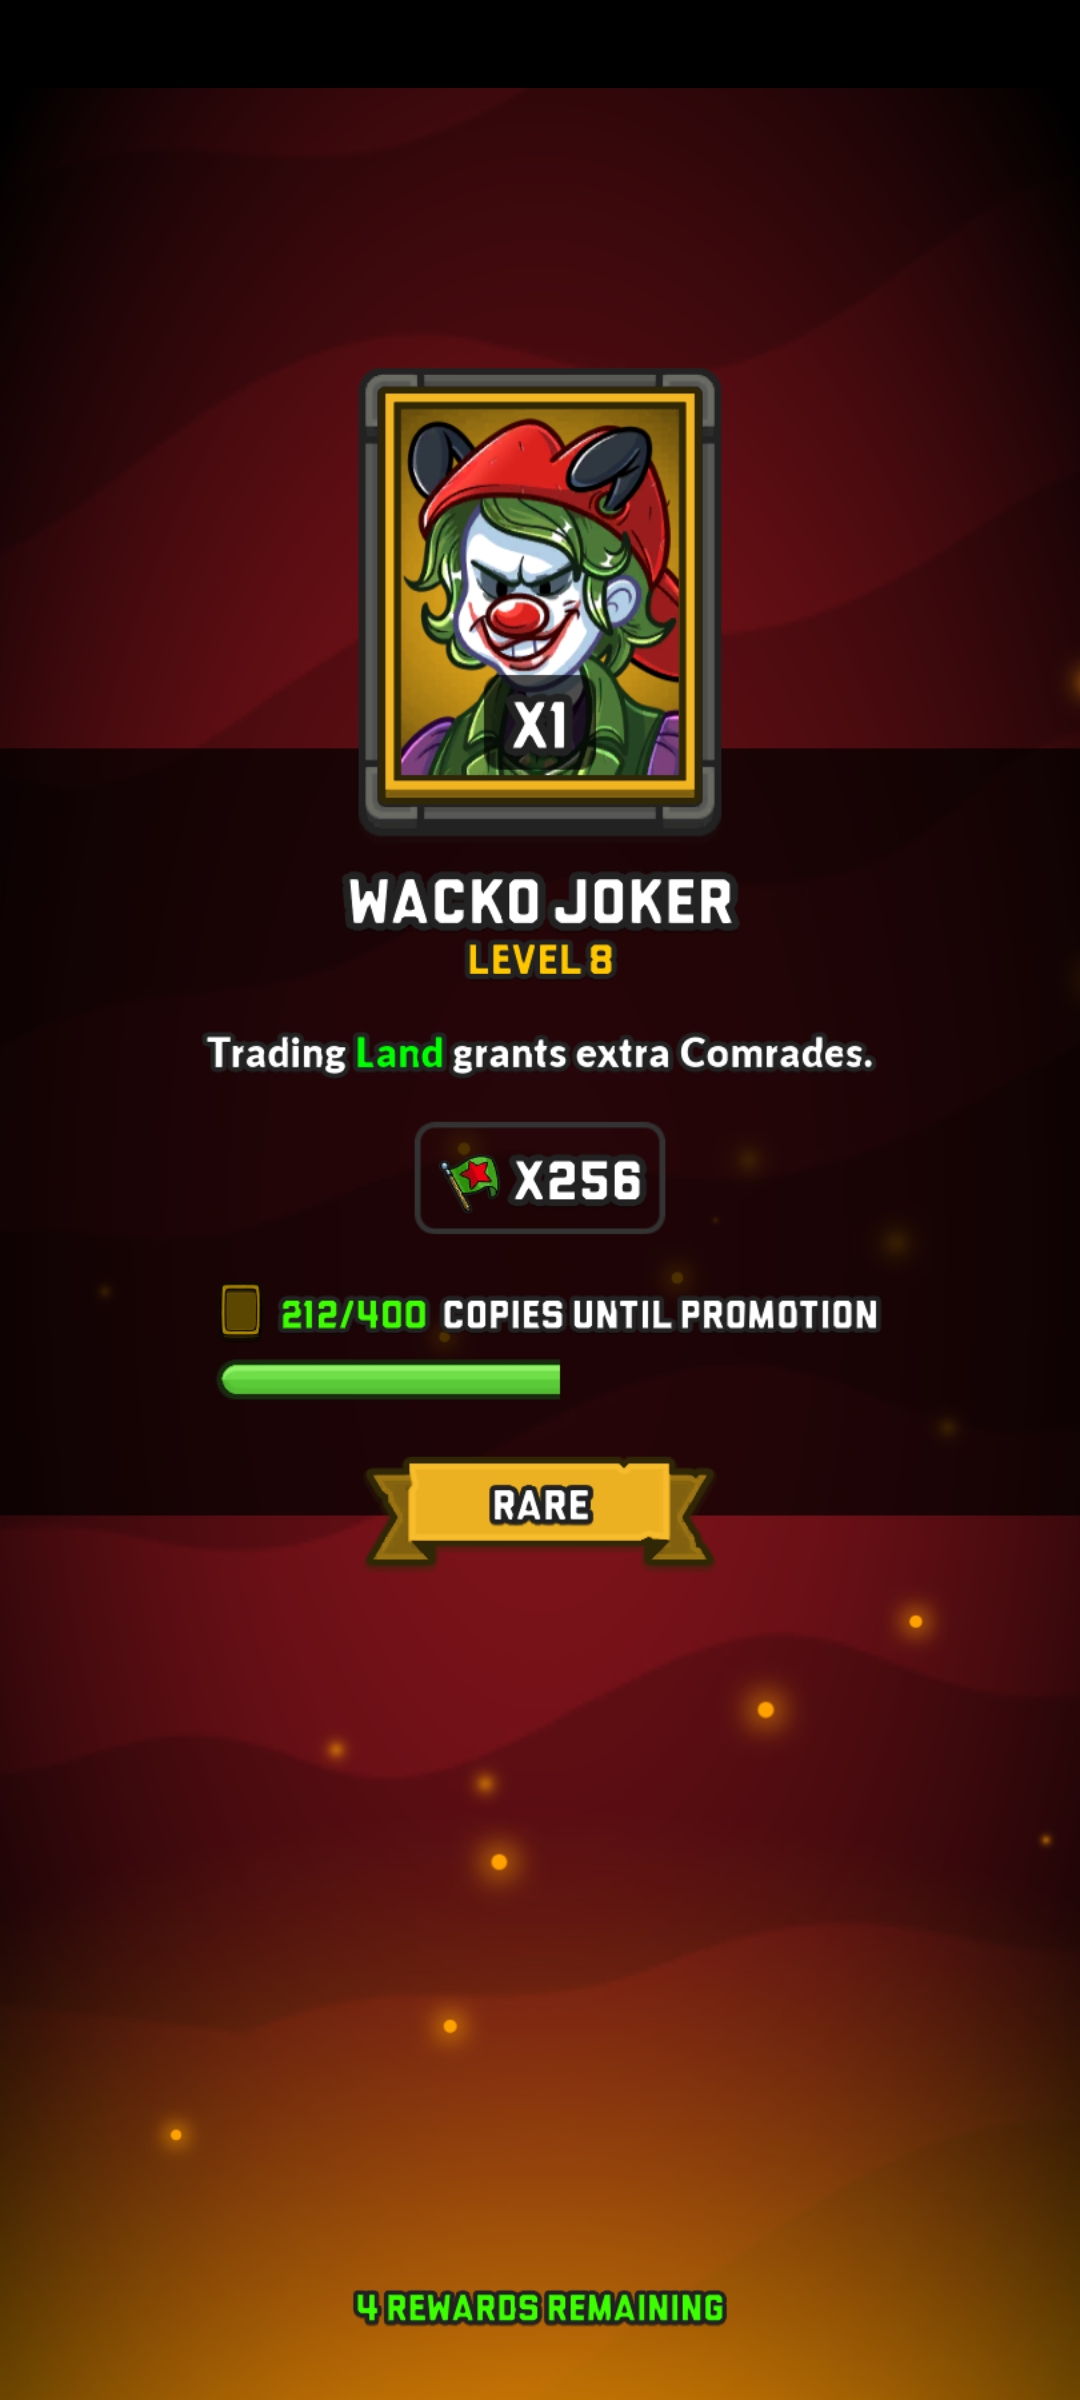 X1
WACKO JOKER
LEVEL 8
Trading Land grants extra Comrades.
X256
212/400 COPIES UNTIL PROMOTION
RARE
4 REWARDS REMAINING